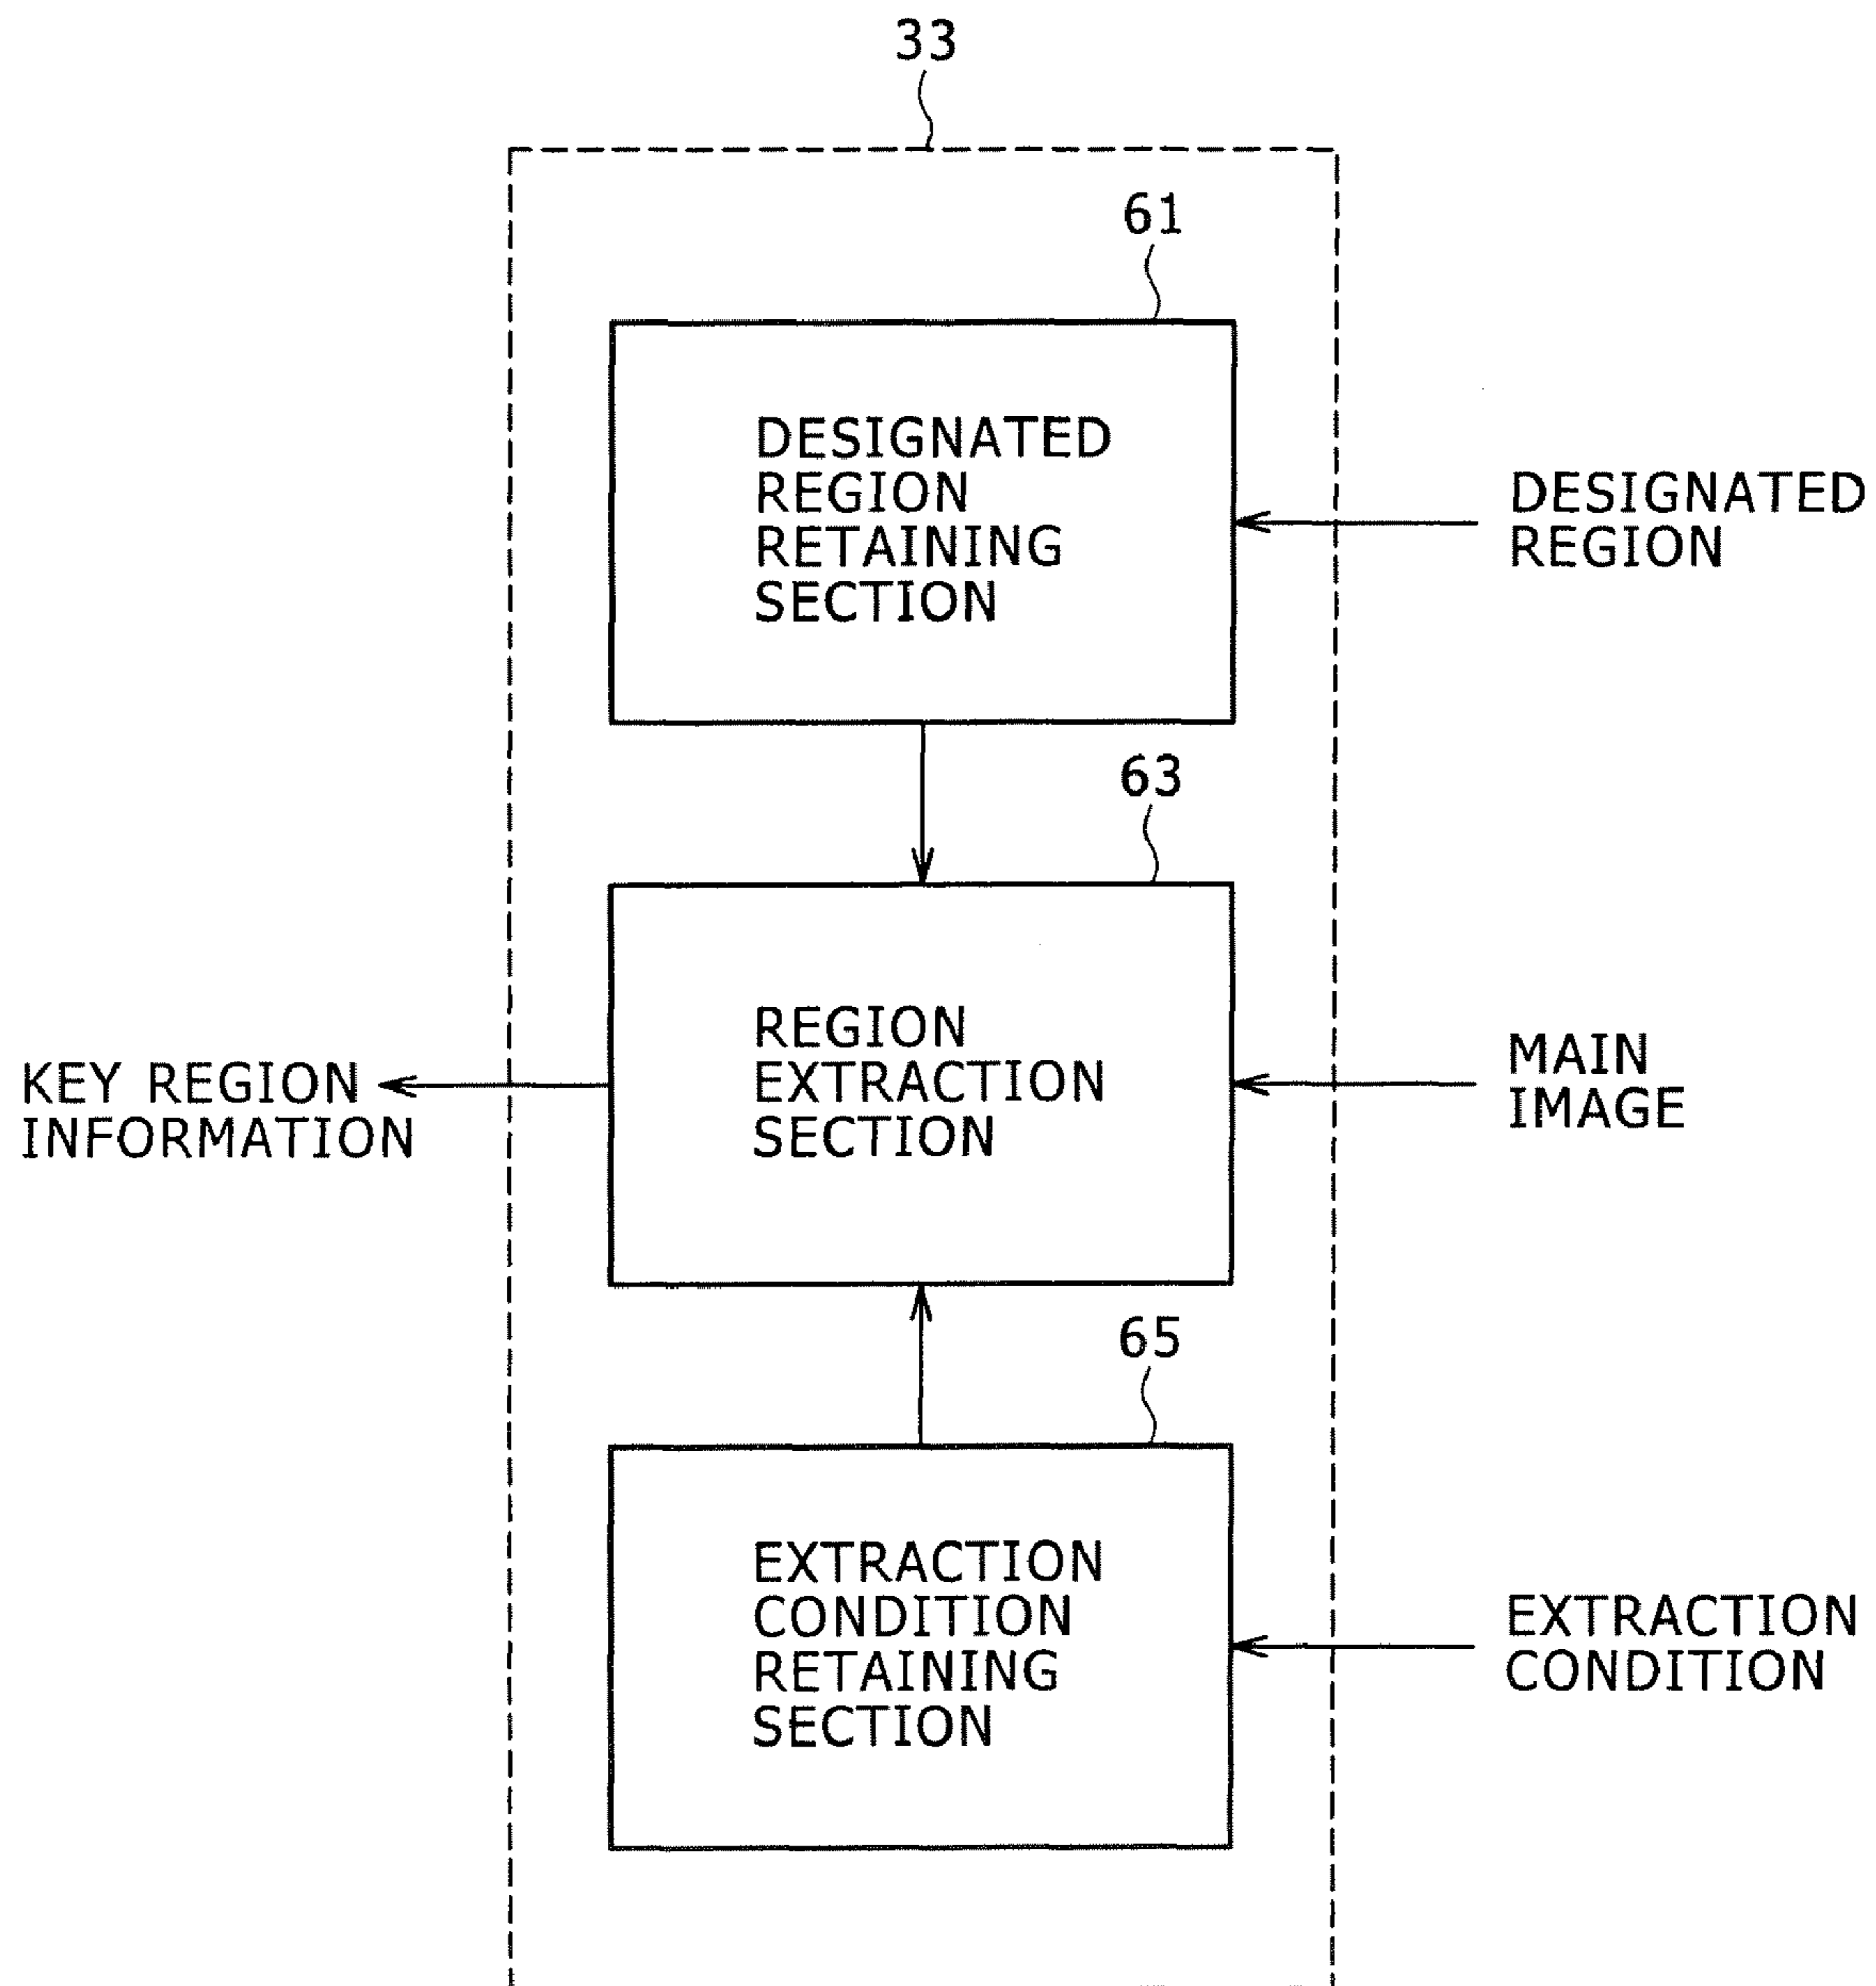 33
61
DESIGNATED
REGION
RETAINING
SECTION
DESIGNATED
REGION
63
REGION
EXTRACTION
SECTION
KEY REGION
INFORMATION
MAIN
IMAGE
65
EXTRACTION
CONDITION
RETAINING
SECTION
EXTRACTION
CONDITION